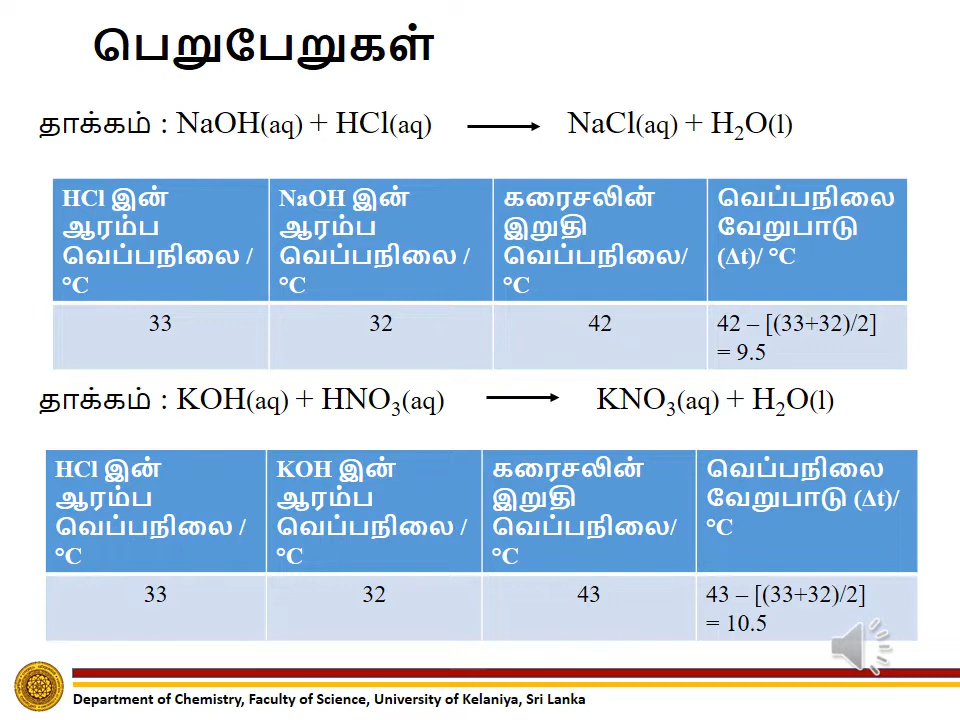 பெறுபேறுகள்
தாக்கம் : NaOH(aq) + HCl(aq) ⟶ NaCl(aq) + H₂O(l)
HCl இன் ஆரம்ப வெப்பநிலை / °C | NaOH இன் ஆரம்ப வெப்பநிலை / °C | கரைசலின் இறுதி வெப்பநிலை/ °C | வெப்பநிலை வேறுபாடு (Δt)/ °C
33 | 32 | 42 | 42 – [(33+32)/2] = 9.5
தாக்கம் : KOH(aq) + HNO₃(aq) ⟶ KNO₃(aq) + H₂O(l)
HCl இன் ஆரம்ப வெப்பநிலை / °C | KOH இன் ஆரம்ப வெப்பநிலை / °C | கரைசலின் இறுதி வெப்பநிலை/ °C | வெப்பநிலை வேறுபாடு (Δt)/ °C
33 | 32 | 43 | 43 – [(33+32)/2] = 10.5
Department of Chemistry, Faculty of Science, University of Kelaniya, Sri Lanka